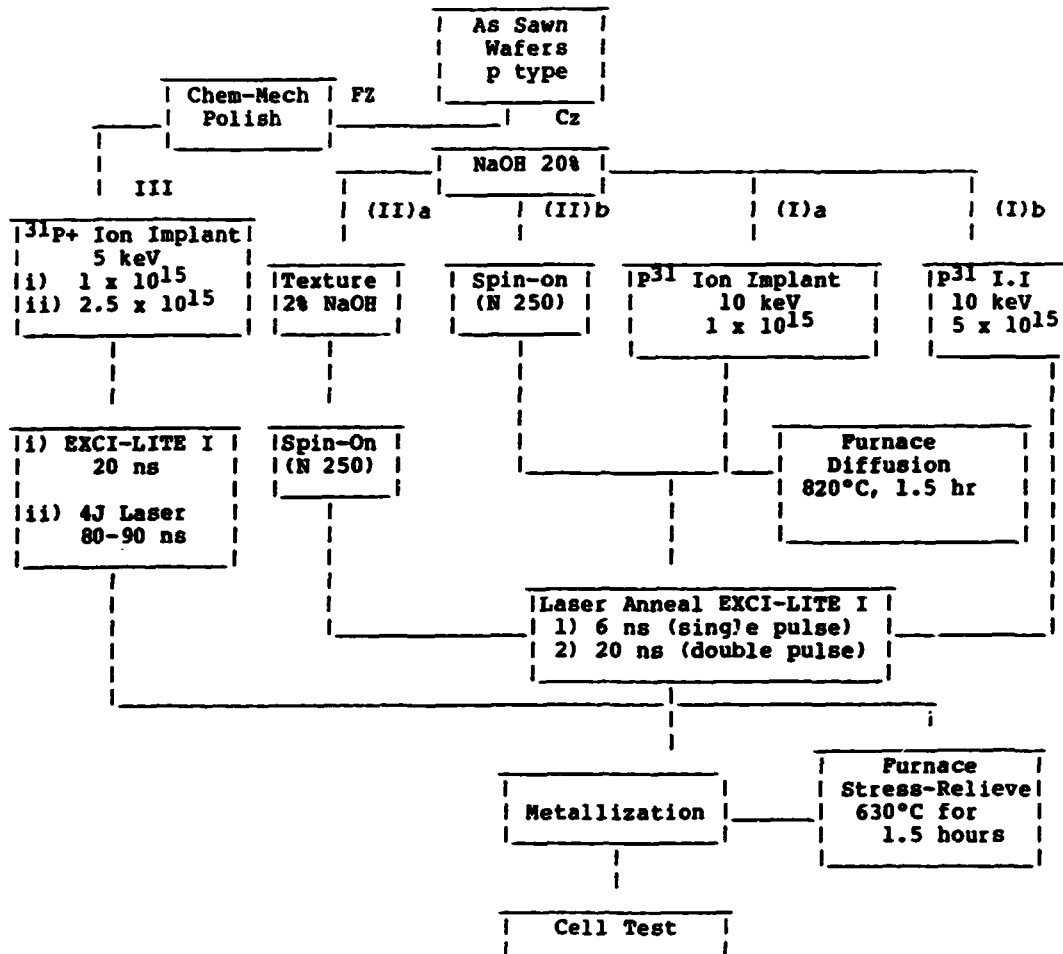 As Sawn
Wafers
p type
Chem-Mech
Polish
FZ
Cz
NaOH 20%
III
(II)a
(II)b
(I)a
(I)b
31P+ Ion Implant
5 keV
i) 1 x 10^15
ii) 2.5 x 10^15
Texture
2% NaOH
Spin-on
(N 250)
P31 Ion Implant
10 keV
1 x 10^15
P31 I.I
10 keV
5 x 10^15
i) EXCI-LITE I
20 ns
ii) 4J Laser
80-90 ns
Spin-On
(N 250)
Furnace
Diffusion
820°C, 1.5 hr
Laser Anneal EXCI-LITE I
1) 6 ns (single pulse)
2) 20 ns (double pulse)
Metallization
Furnace
Stress-Relieve
630°C for
1.5 hours
Cell Test